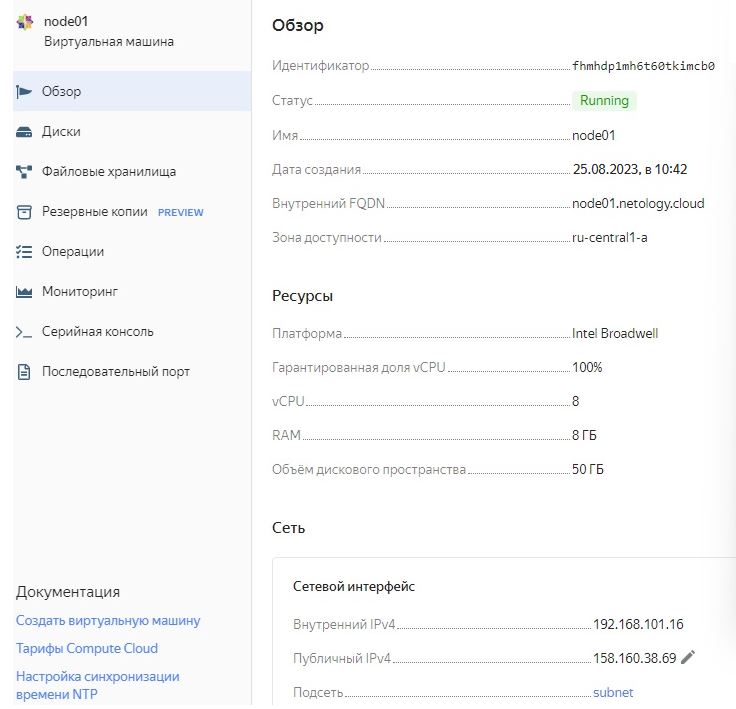 node01
Виртуальная машина
Обзор
Диски
Файловые хранилища
Резервные копии PREVIEW
Операции
Мониторинг
Серийная консоль
Последовательный порт
Документация
Создать виртуальную машину
Тарифы Compute Cloud
Настройка синхронизации
времени NTP
Обзор
Идентификатор fhmhdp1mh6t60tkimcb0
Статус Running
Имя node01
Дата создания 25.08.2023, в 10:42
Внутренний FQDN node01.netology.cloud
Зона доступности ru-central1-a
Ресурсы
Платформа Intel Broadwell
Гарантированная доля vCPU 100%
vCPU 8
RAM 8 ГБ
Объём дискового пространства 50 ГБ
Сеть
Сетевой интерфейс
Внутренний IPv4 192.168.101.16
Публичный IPv4 158.160.38.69
Подсеть subnet